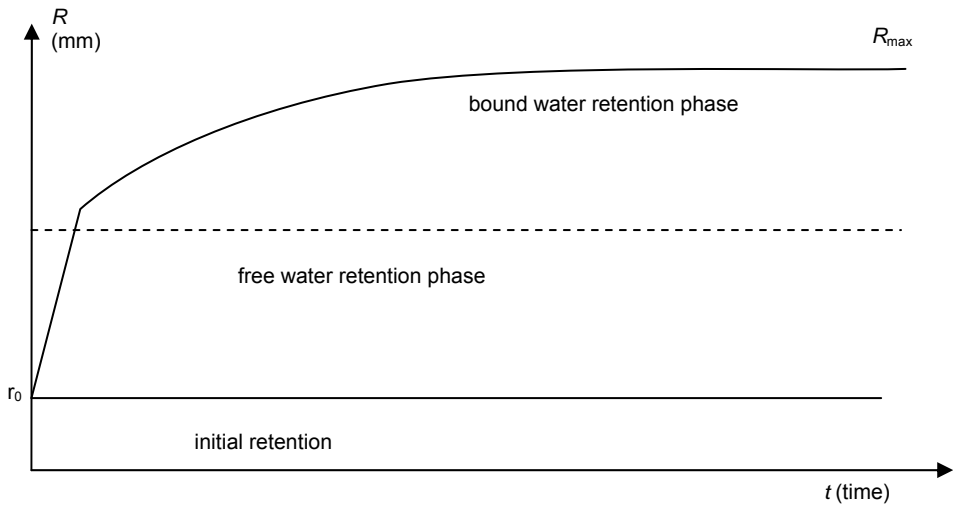 R
(mm)
Rmax
bound water retention phase
free water retention phase
r0
initial retention
t (time)